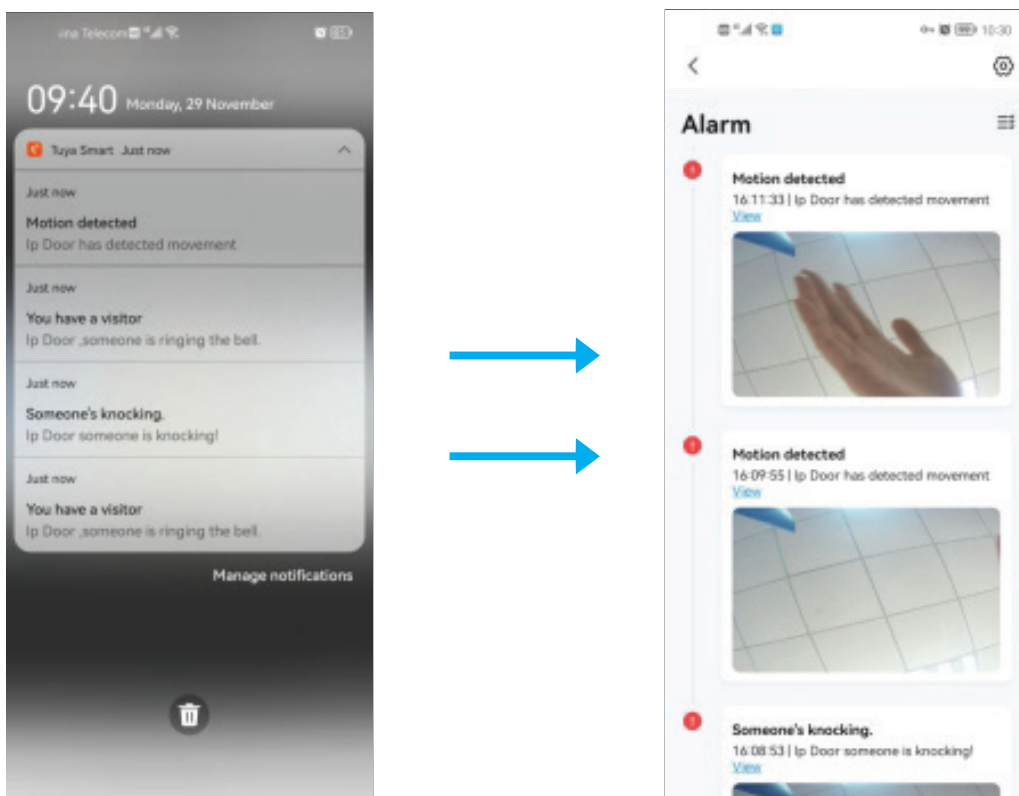 ina Telecom
09:40 Monday, 29 November
Tuya Smart Just now
Just now
Motion detected
Ip Door has detected movement
Just now
You have a visitor
Ip Door ,someone is ringing the bell.
Just now
Someone's knocking.
Ip Door someone is knocking!
Just now
You have a visitor
Ip Door ,someone is ringing the bell.
Manage notifications
10:30
Alarm
Motion detected
16:11:33 | Ip Door has detected movement
View
Motion detected
16:09:55 | Ip Door has detected movement
View
Someone's knocking.
16:08:53 | Ip Door someone is knocking!
View